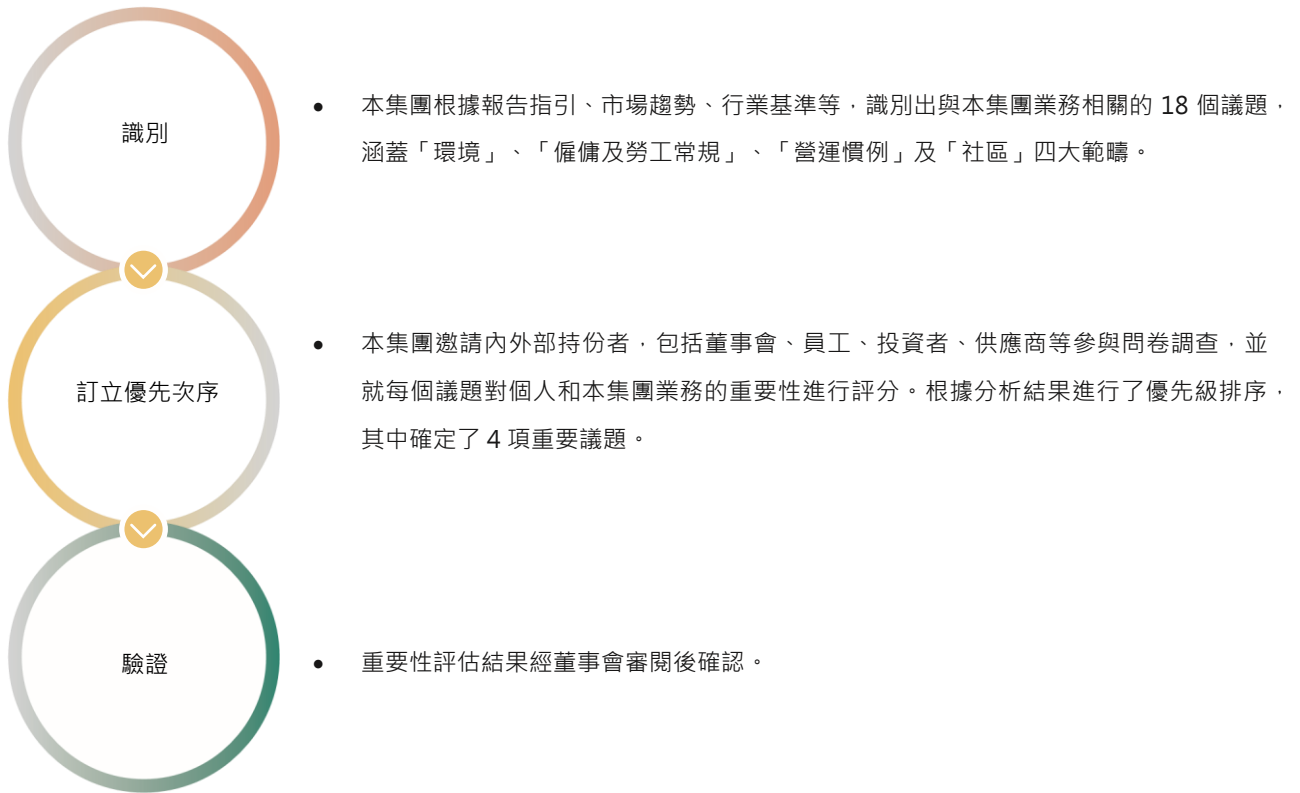 識別
• 本集團根據報告指引、市場趨勢、行業基準等，識別出與本集團業務相關的 18 個議題，
涵蓋「環境」、「僱傭及勞工常規」、「營運慣例」及「社區」四大範疇。
訂立優先次序
• 本集團邀請內外部持份者，包括董事會、員工、投資者、供應商等參與問卷調查，並
就每個議題對個人和本集團業務的重要性進行評分。根據分析結果進行了優先級排序，
其中確定了 4 項重要議題。
驗證
• 重要性評估結果經董事會審閱後確認。